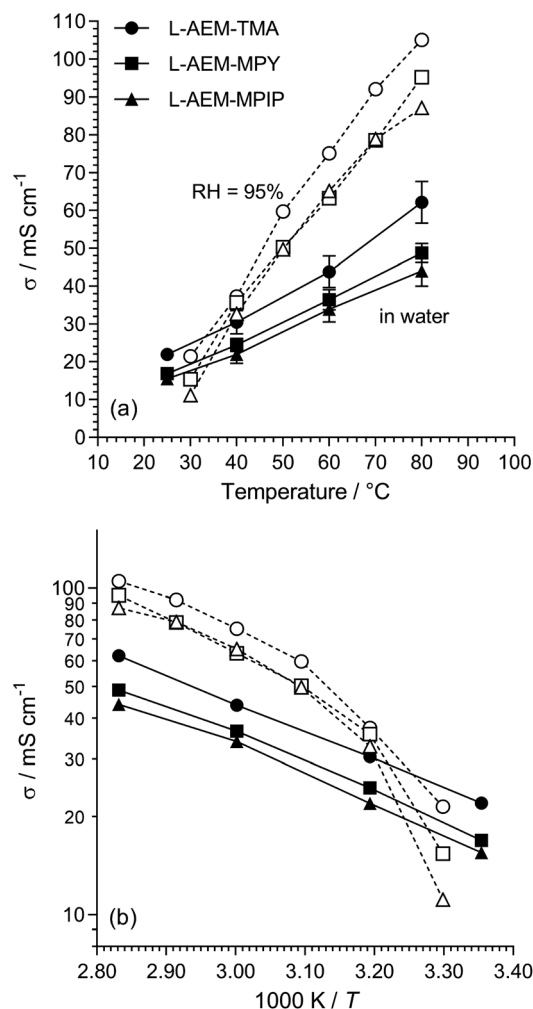 110
100
90
80
70
60
50
40
30
20
10
0
σ / mS cm⁻¹
L-AEM-TMA
L-AEM-MPY
L-AEM-MPIP
RH = 95%
in water
(a)
10 20 30 40 50 60 70 80 90 100
Temperature / °C
100
90
80
70
60
50
40
30
20
10
σ / mS cm⁻¹
(b)
2.80 2.90 3.00 3.10 3.20 3.30 3.40
1000 K / T